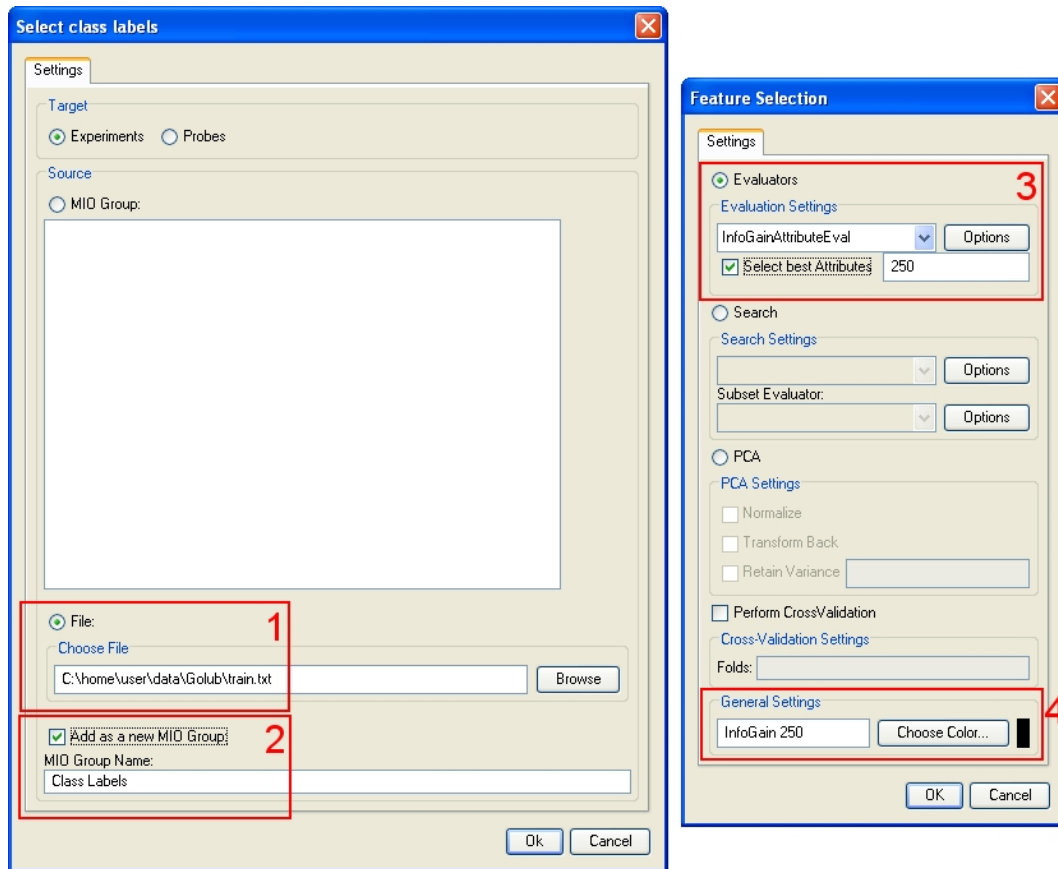 Select class labels
Settings
Target
Experiments Probes
Source
MIO Group:
File:
1
Choose File
C:\home\user\data\Golub\train.txt Browse
Add as a new MIO Group
2
MIO Group Name:
Class Labels
Ok Cancel
Feature Selection
Settings
Evaluators
3
Evaluation Settings
InfoGainAttributeEval Options
Select best Attributes 250
Search
Search Settings
Options
Subset Evaluator:
Options
PCA
PCA Settings
Normalize
Transform Back
Retain Variance
Perform CrossValidation
Cross-Validation Settings
Folds:
General Settings
4
InfoGain 250 Choose Color...
OK Cancel